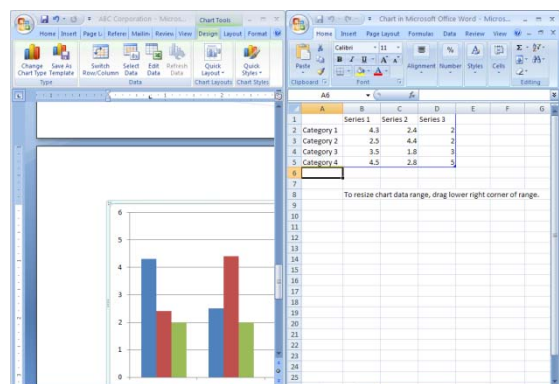 ABC Corporation - Micros...
Chart Tools
Home Insert Page L Refere Mailin Review View Design Layout Format
Change Chart Type
Save As Template
Switch Row/Column
Select Data
Edit Data
Refresh Data
Quick Layout
Quick Styles
Type
Data
Chart Layouts
Chart Styles
6
5
4
3
2
1
0
Chart in Microsoft Office Word - Micros...
Home Insert Page Layout Formulas Data Review View
Paste
Calibri 11
B I U
Alignment
Number
Styles
Cells
Clipboard
Font
Editing
A6
fx
A B C D E F G
1 Series 1 Series 2 Series 3
2 Category 1 4.3 2.4 2
3 Category 2 2.5 4.4 2
4 Category 3 3.5 1.8 3
5 Category 4 4.5 2.8 5
6
7
8 To resize chart data range, drag lower right corner of range.
9
10
11
12
13
14
15
16
17
18
19
20
21
22
23
24
25